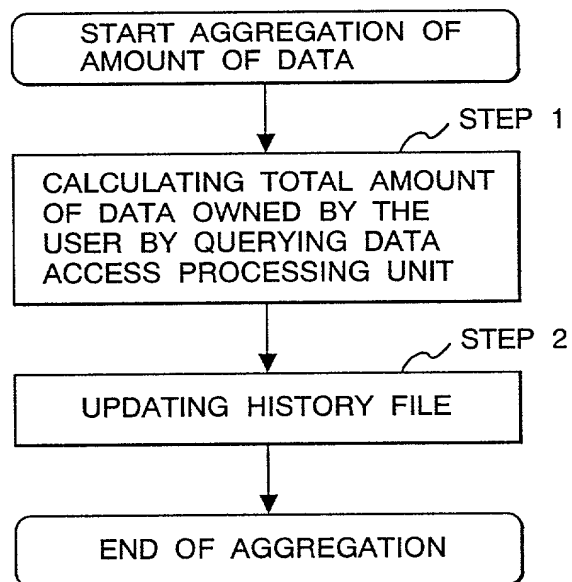 START AGGREGATION OF
AMOUNT OF DATA
STEP 1
CALCULATING TOTAL AMOUNT
OF DATA OWNED BY THE
USER BY QUERYING DATA
ACCESS PROCESSING UNIT
STEP 2
UPDATING HISTORY FILE
END OF AGGREGATION